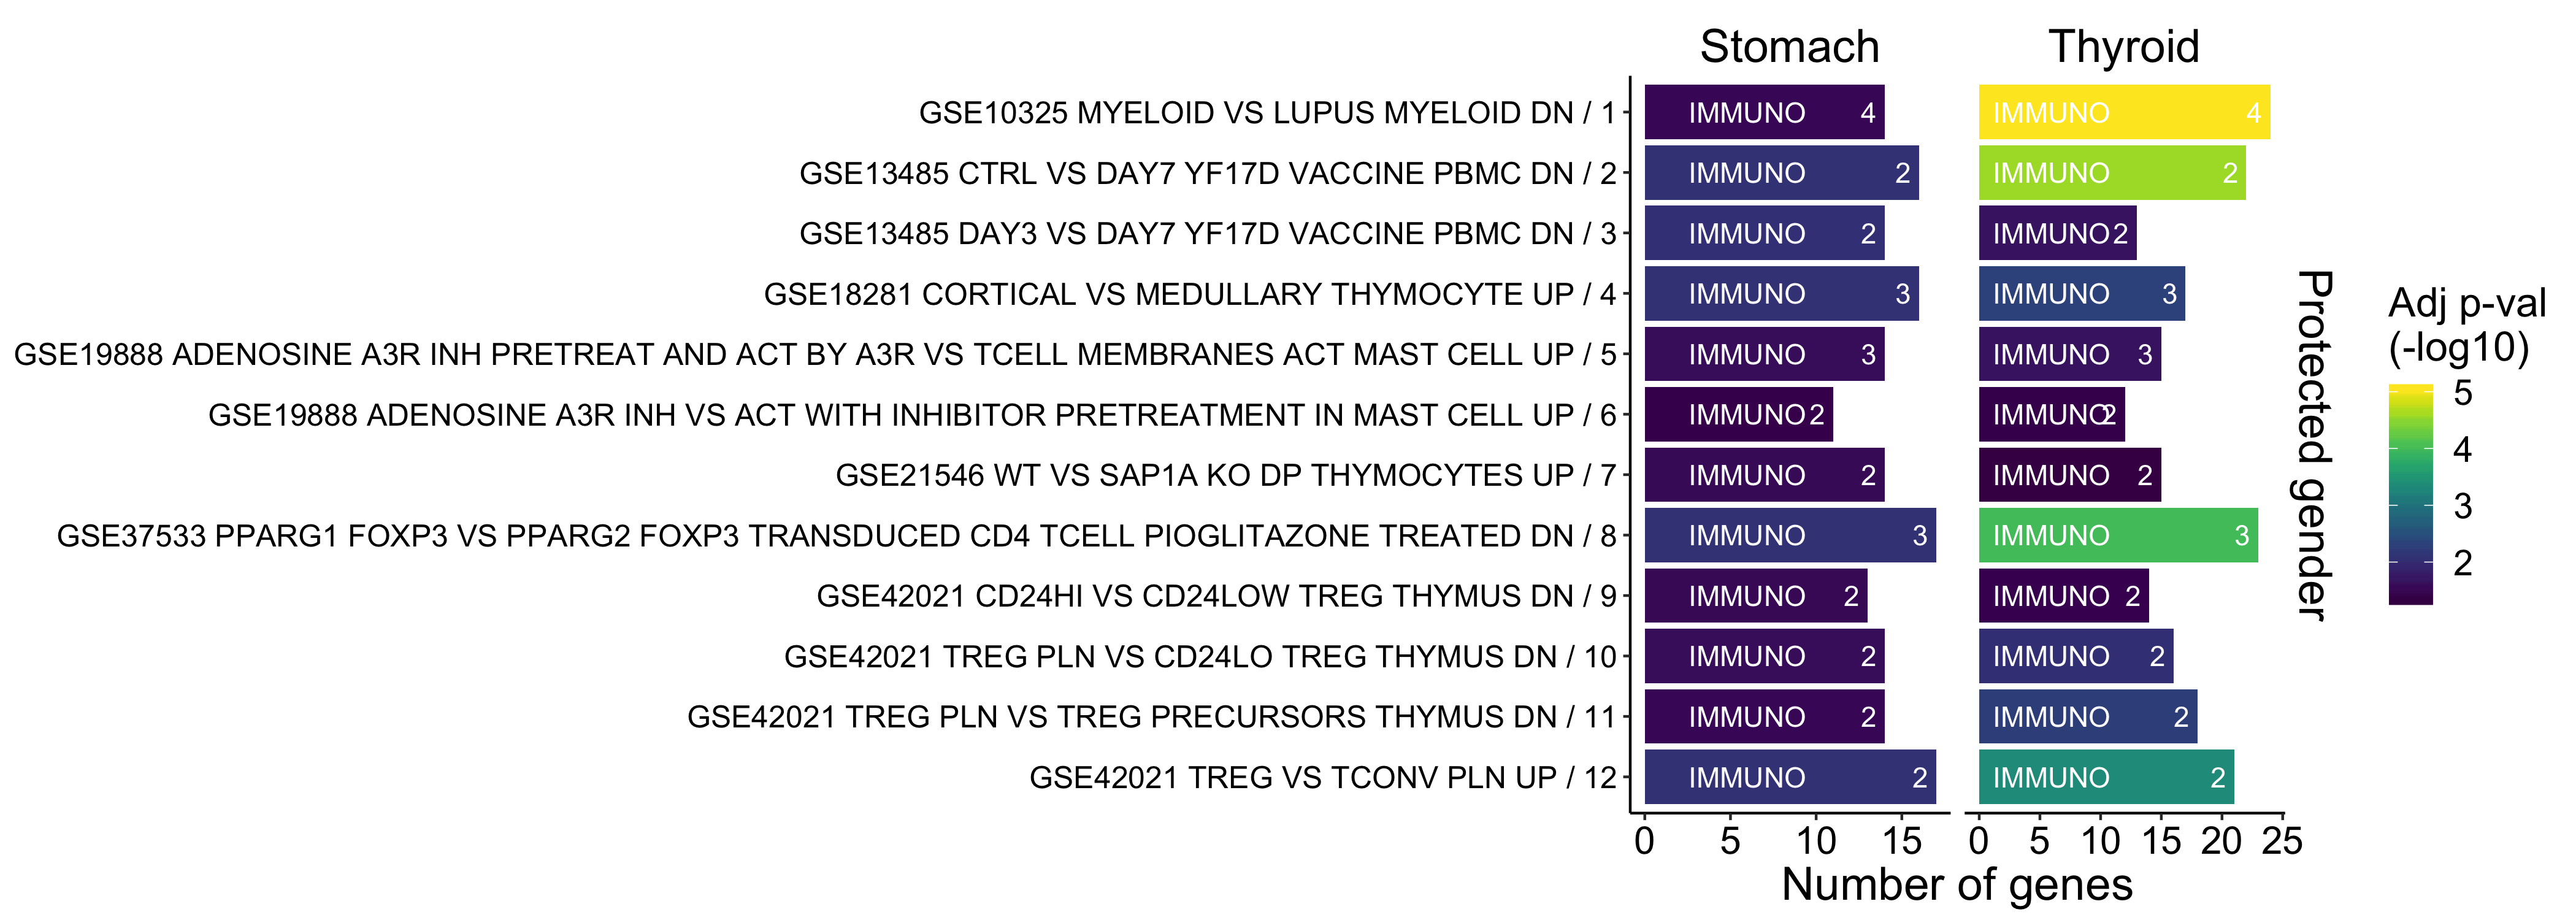 Stomach Thyroid
GSE10325 MYELOID VS LUPUS MYELOID DN / 1 IMMUNO 4 IMMUNO 4
GSE13485 CTRL VS DAY7 YF17D VACCINE PBMC DN / 2 IMMUNO 2 IMMUNO 2
GSE13485 DAY3 VS DAY7 YF17D VACCINE PBMC DN / 3 IMMUNO 2 IMMUNO 2
GSE18281 CORTICAL VS MEDULLARY THYMOCYTE UP / 4 IMMUNO 3 IMMUNO 3
GSE19888 ADENOSINE A3R INH PRETREAT AND ACT BY A3R VS TCELL MEMBRANES ACT MAST CELL UP / 5 IMMUNO 3 IMMUNO 3
GSE19888 ADENOSINE A3R INH VS ACT WITH INHIBITOR PRETREATMENT IN MAST CELL UP / 6 IMMUNO 2 IMMUNO 2
GSE21546 WT VS SAP1A KO DP THYMOCYTES UP / 7 IMMUNO 2 IMMUNO 2
GSE37533 PPARG1 FOXP3 VS PPARG2 FOXP3 TRANSDUCED CD4 TCELL PIOGLITAZONE TREATED DN / 8 IMMUNO 3 IMMUNO 3
GSE42021 CD24HI VS CD24LOW TREG THYMUS DN / 9 IMMUNO 2 IMMUNO 2
GSE42021 TREG PLN VS CD24LO TREG THYMUS DN / 10 IMMUNO 2 IMMUNO 2
GSE42021 TREG PLN VS TREG PRECURSORS THYMUS DN / 11 IMMUNO 2 IMMUNO 2
GSE42021 TREG VS TCONV PLN UP / 12 IMMUNO 2 IMMUNO 2
0 5 10 15 0 5 10 15 20 25
Number of genes
Protected gender
Adj p-val
(-log10)
5
4
3
2